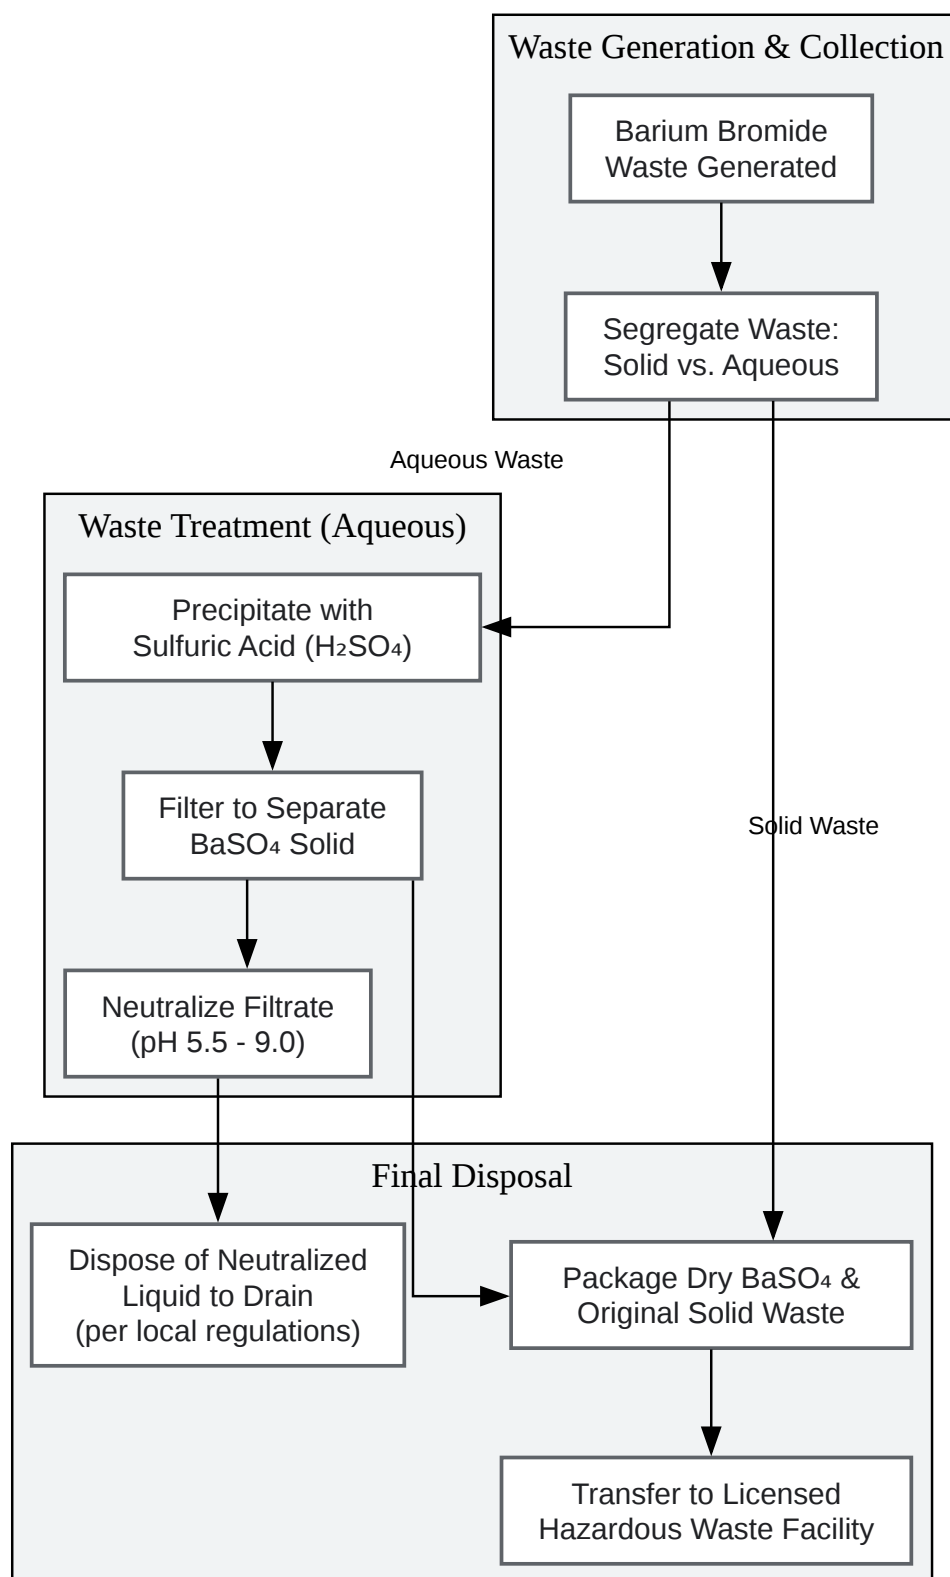 Waste Generation & Collection
Barium Bromide
Waste Generated
Segregate Waste:
Solid vs. Aqueous
Aqueous Waste
Waste Treatment (Aqueous)
Precipitate with
Sulfuric Acid (H₂SO₄)
Filter to Separate
BaSO₄ Solid
Solid Waste
Neutralize Filtrate
(pH 5.5 - 9.0)
Final Disposal
Dispose of Neutralized
Liquid to Drain
(per local regulations)
Package Dry BaSO₄ &
Original Solid Waste
Transfer to Licensed
Hazardous Waste Facility